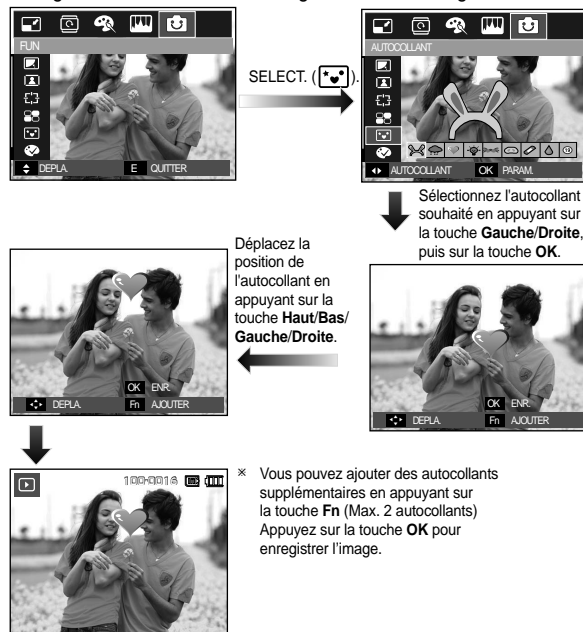 FUN
DEPLA.
E QUITTER
SELECT. ( ).
AUTOCOLLANT
AUTOCOLLANT
OK PARAM.
Sélectionnez l'autocollant
souhaité en appuyant sur
la touche Gauche/Droite,
puis sur la touche OK.
OK ENR.
DEPLA.
Fn AJOUTER
Déplacez la
position de
l'autocollant en
appuyant sur la
touche Haut/Bas/
Gauche/Droite.
OK ENR.
DEPLA.
Fn AJOUTER
100-0016
※ Vous pouvez ajouter des autocollants
supplémentaires en appuyant sur
la touche Fn (Max. 2 autocollants)
Appuyez sur la touche OK pour
enregistrer l'image.